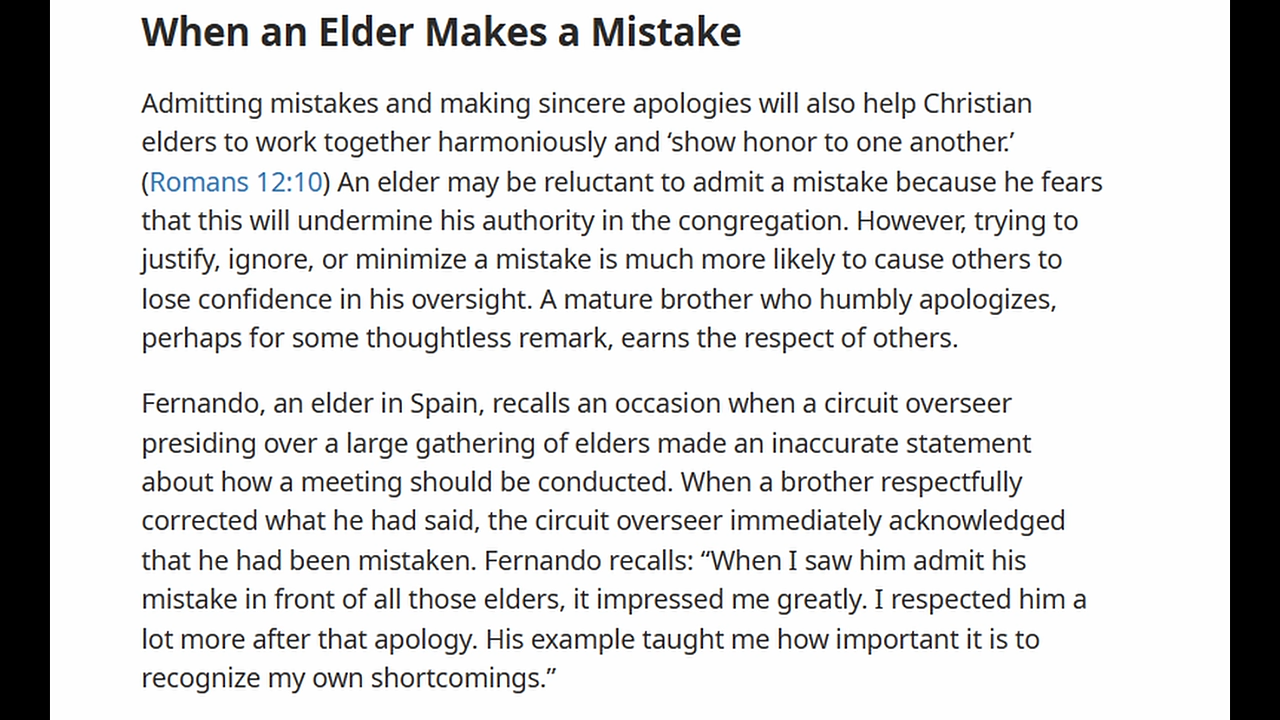 When an Elder Makes a Mistake
Admitting mistakes and making sincere apologies will also help Christian
elders to work together harmoniously and ‘show honor to one another.’
(Romans 12:10) An elder may be reluctant to admit a mistake because he fears
that this will undermine his authority in the congregation. However, trying to
justify, ignore, or minimize a mistake is much more likely to cause others to
lose confidence in his oversight. A mature brother who humbly apologizes,
perhaps for some thoughtless remark, earns the respect of others.
Fernando, an elder in Spain, recalls an occasion when a circuit overseer
presiding over a large gathering of elders made an inaccurate statement
about how a meeting should be conducted. When a brother respectfully
corrected what he had said, the circuit overseer immediately acknowledged
that he had been mistaken. Fernando recalls: “When I saw him admit his
mistake in front of all those elders, it impressed me greatly. I respected him a
lot more after that apology. His example taught me how important it is to
recognize my own shortcomings.”